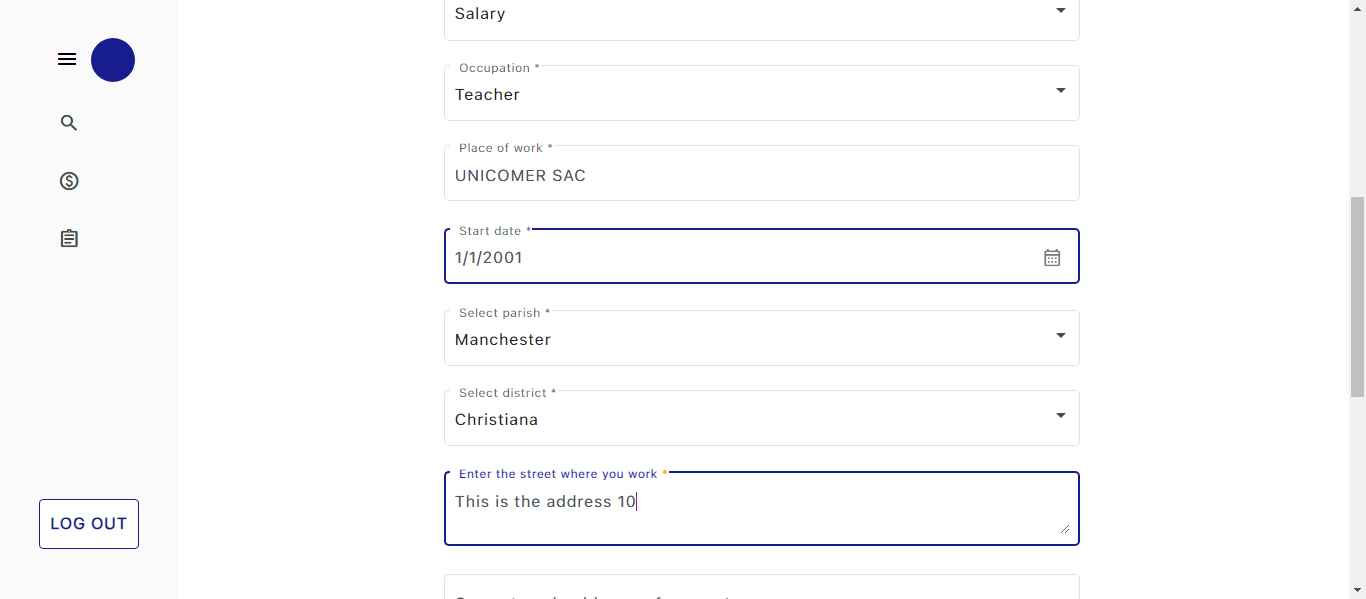 Salary
Occupation *
Teacher
Place of work *
UNICOMER SAC
Start date *
1/1/2001
Select parish *
Manchester
Select district *
Christiana
Enter the street where you work *
This is the address 10
LOG OUT